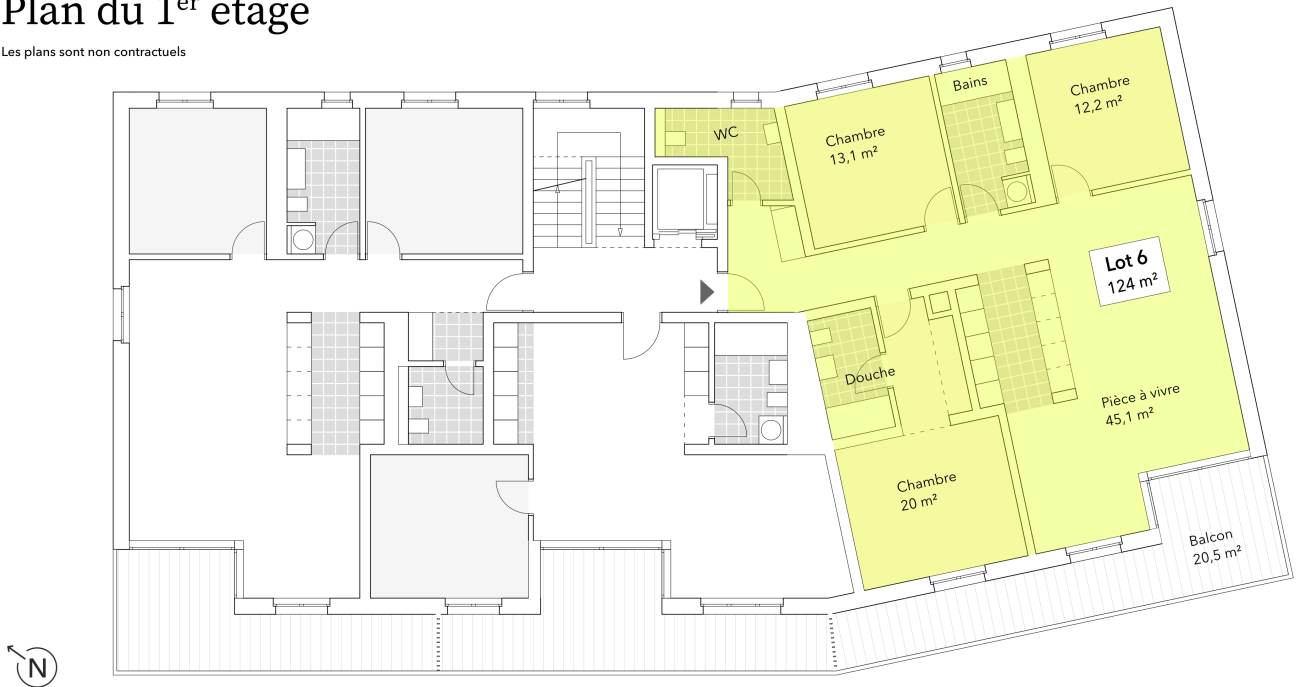 Plan du 1er étage
Les plans sont non contractuels
Bains
Chambre
12,2 m²
WC
Chambre
13,1 m²
Lot 6
124 m²
Douche
Pièce à vivre
45,1 m²
Chambre
20 m²
Balcon
20,5 m²
N